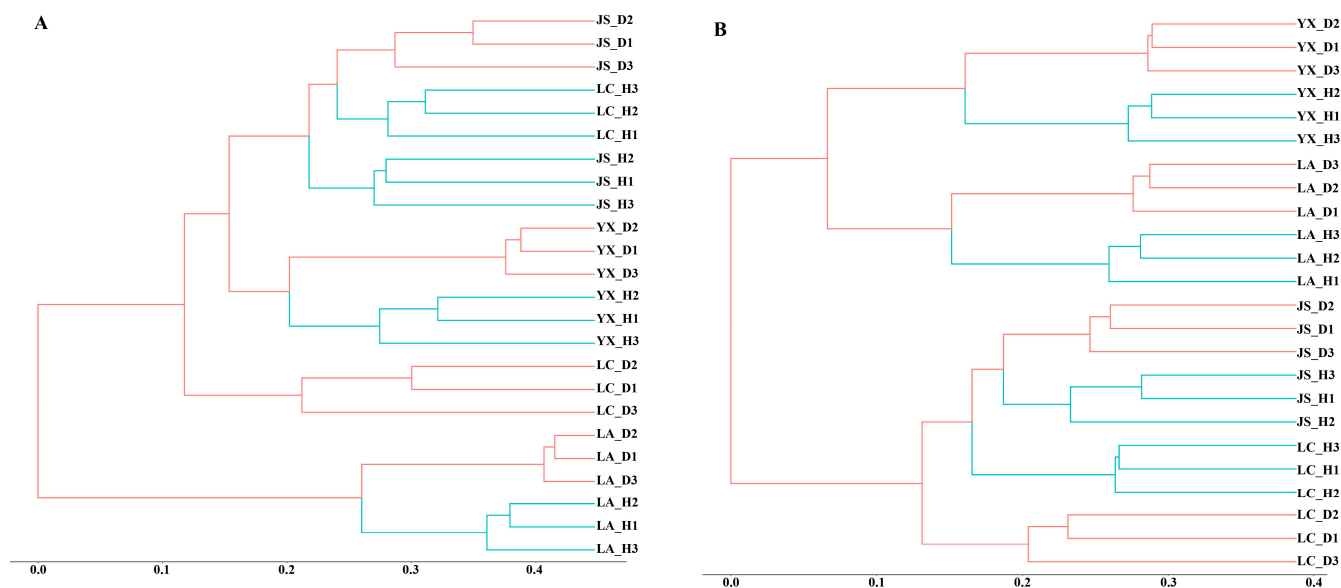 A
JS_D2
JS_D1
JS_D3
LC_H3
LC_H2
LC_H1
JS_H2
JS_H1
JS_H3
YX_D2
YX_D1
YX_D3
YX_H2
YX_H1
YX_H3
LC_D2
LC_D1
LC_D3
LA_D2
LA_D1
LA_D3
LA_H2
LA_H1
LA_H3
0.0 0.2 0.3 0.4
B
YX_D2
YX_D1
YX_D3
YX_H2
YX_H1
YX_H3
LA_D3
LA_D2
LA_D1
LA_H3
LA_H2
LA_H1
JS_D2
JS_D1
JS_D3
JS_H3
JS_H1
JS_H2
LC_H3
LC_H1
LC_H2
LC_D2
LC_D1
LC_D3
0.0 0.1 0.2 0.3 0.4